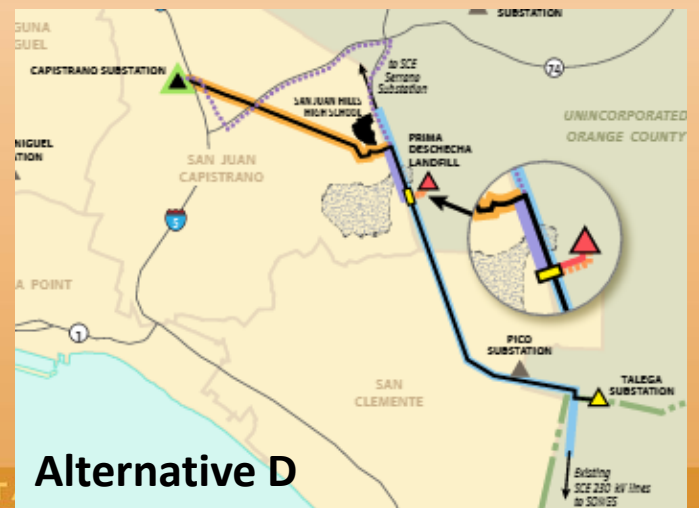 SUBSTATION
GUNA
GUEL
CAPISTRANO SUBSTATION
to SCE
Serrano
Substation
74
SAN JUAN HILLS
HIGH SCHOOL
UNINCORPORATED
ORANGE COUNTY
NIGUEL
TION
PRIMA
DESCHECHA
LANDFILL
SAN JUAN
CAPISTRANO
5
A POINT
1
PICO
SUBSTATION
TALEGA
SUBSTATION
SAN
CLEMENTE
Alternative D
Existing
SCE 230 kV lines
to SONGS